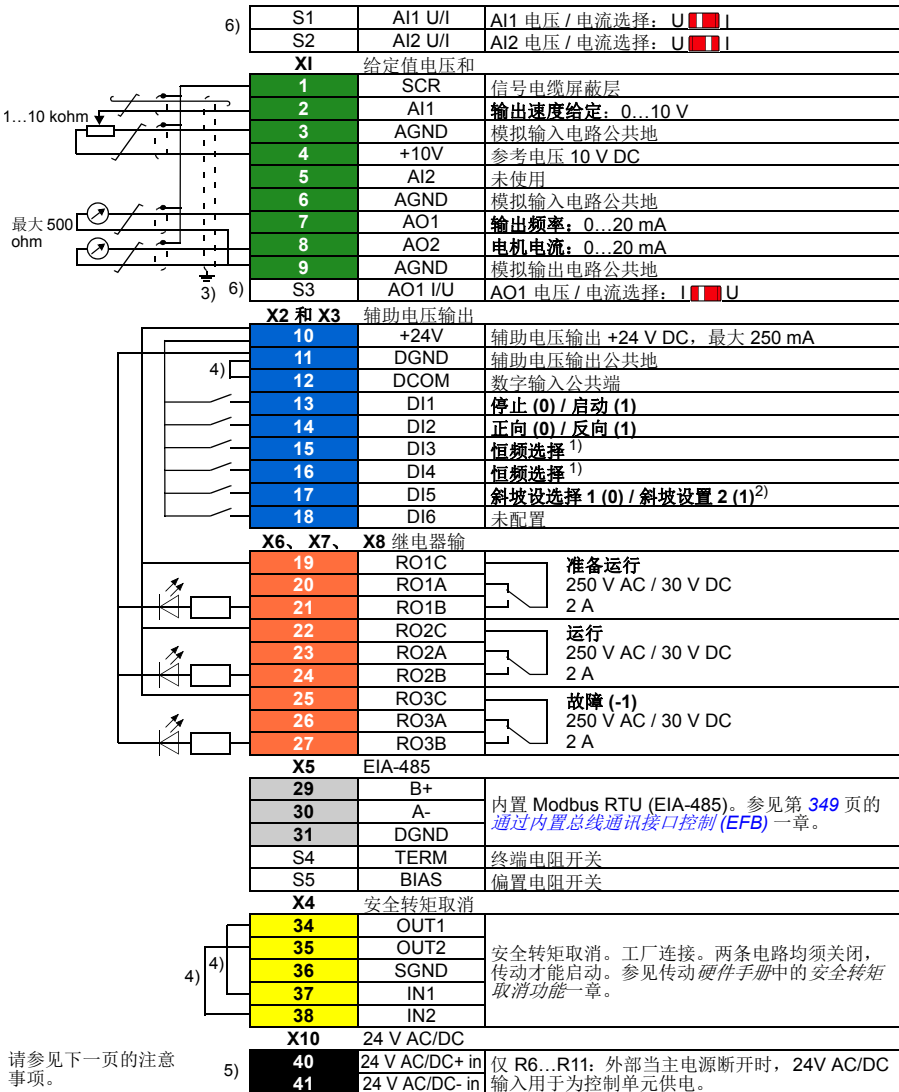 6) S1 AI1 U/I AI1 电压 / 电流选择： U I
S2 AI2 U/I AI2 电压 / 电流选择： U I
XI 给定值电压和
1 SCR 信号电缆屏蔽层
1…10 kohm 2 AI1 输出速度给定：0…10 V
3 AGND 模拟输入电路公共地
4 +10V 参考电压 10 V DC
5 AI2 未使用
6 AGND 模拟输入电路公共地
最大 500 ohm 7 AO1 输出频率：0…20 mA
8 AO2 电机电流：0…20 mA
9 AGND 模拟输出电路公共地
3) 6) S3 AO1 I/U AO1 电压 / 电流选择： I U
X2 和 X3 辅助电压输出
10 +24V 辅助电压输出 +24 V DC，最大 250 mA
11 DGND 辅助电压输出公共地
4) 12 DCOM 数字输入公共端
13 DI1 停止 (0) / 启动 (1)
14 DI2 正向 (0) / 反向 (1)
15 DI3 恒频选择 1)
16 DI4 恒频选择 1)
17 DI5 斜坡设选择 1 (0) / 斜坡设置 2 (1)2)
18 DI6 未配置
X6、 X7、 X8 继电器输
19 RO1C 准备运行
20 RO1A 250 V AC / 30 V DC
21 RO1B 2 A
22 RO2C 运行
23 RO2A 250 V AC / 30 V DC
24 RO2B 2 A
25 RO3C 故障 (-1)
26 RO3A 250 V AC / 30 V DC
27 RO3B 2 A
X5 EIA-485
29 B+
30 A-
31 DGND
内置 Modbus RTU (EIA-485)。参见第 349 页的
通过内置总线通讯接口控制 (EFB) 一章。
S4 TERM 终端电阻开关
S5 BIAS 偏置电阻开关
X4 安全转矩取消
34 OUT1
35 OUT2
4) 4) 36 SGND
37 IN1
38 IN2
安全转矩取消。工厂连接。两条电路均须关闭，
传动才能启动。参见传动硬件手册中的安全转矩
取消功能一章。
X10 24 V AC/DC
5) 40 24 V AC/DC+ in 仅 R6…R11：外部当主电源断开时，24V AC/DC
41 24 V AC/DC- in 输入用于为控制单元供电。
请参见下一页的注意
事项。